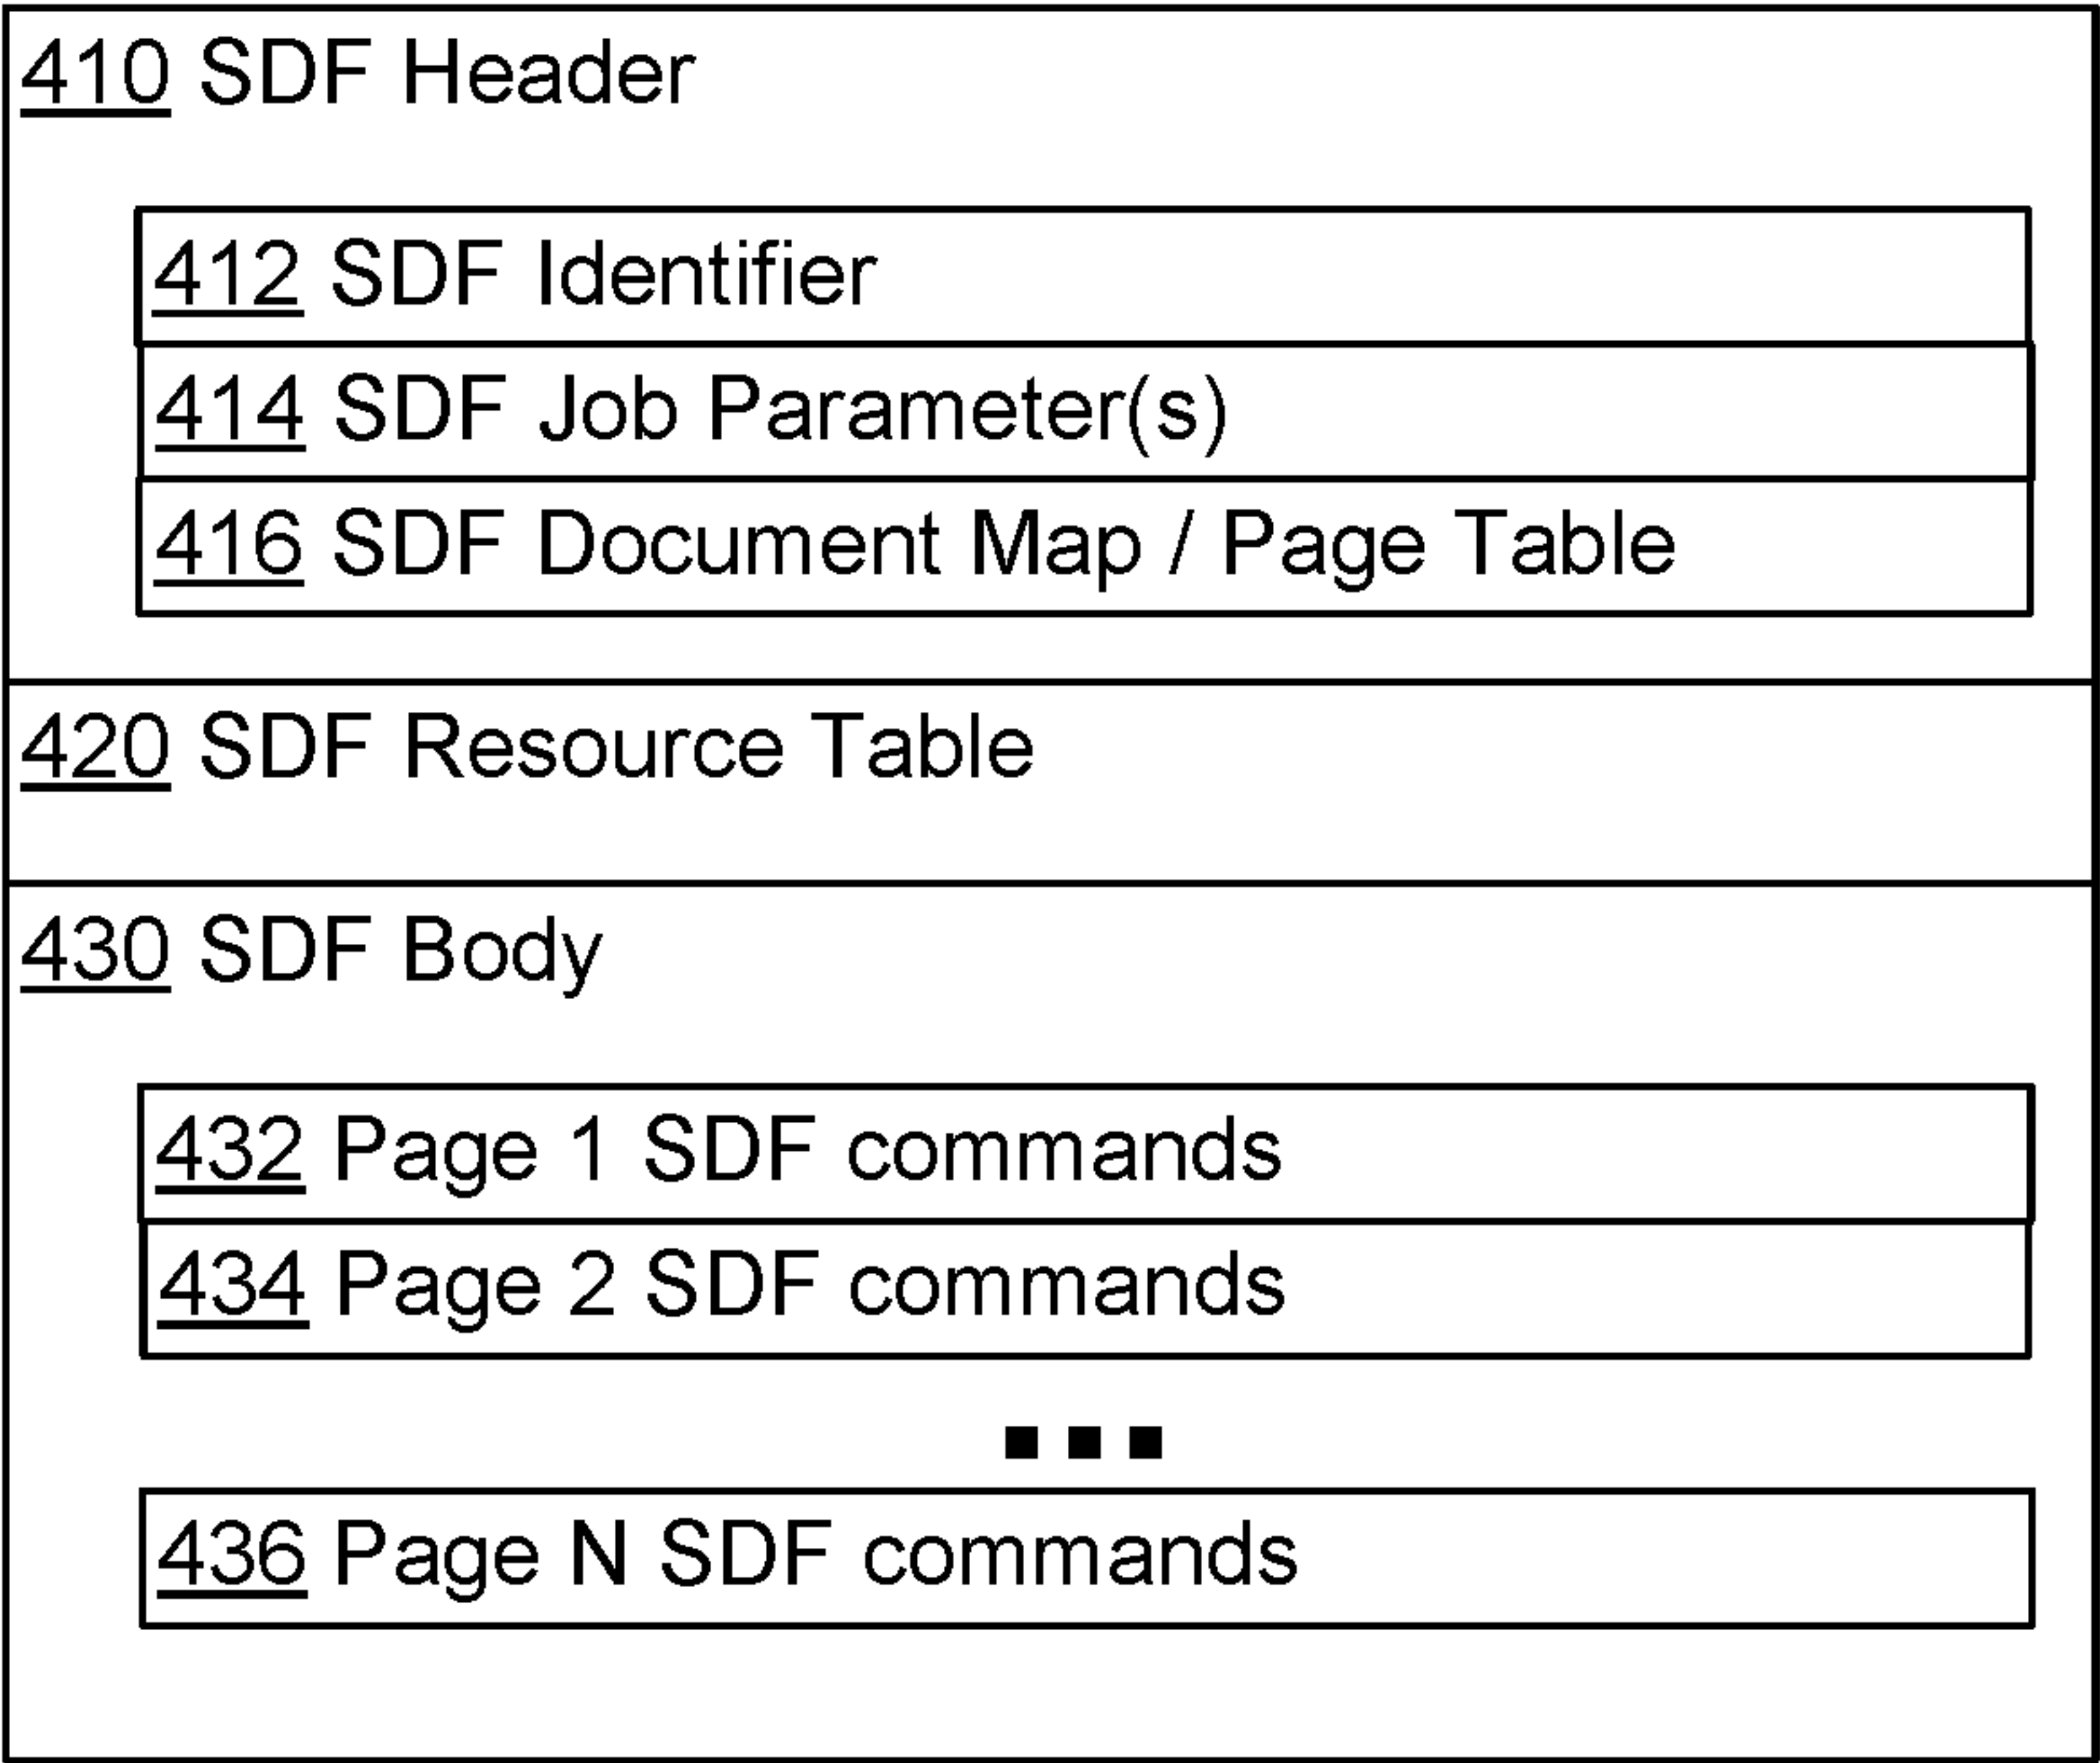 410 SDF Header
412 SDF Identifier
414 SDF Job Parameter(s)
416 SDF Document Map / Page Table
420 SDF Resource Table
430 SDF Body
432 Page 1 SDF commands
434 Page 2 SDF commands
...
436 Page N SDF commands